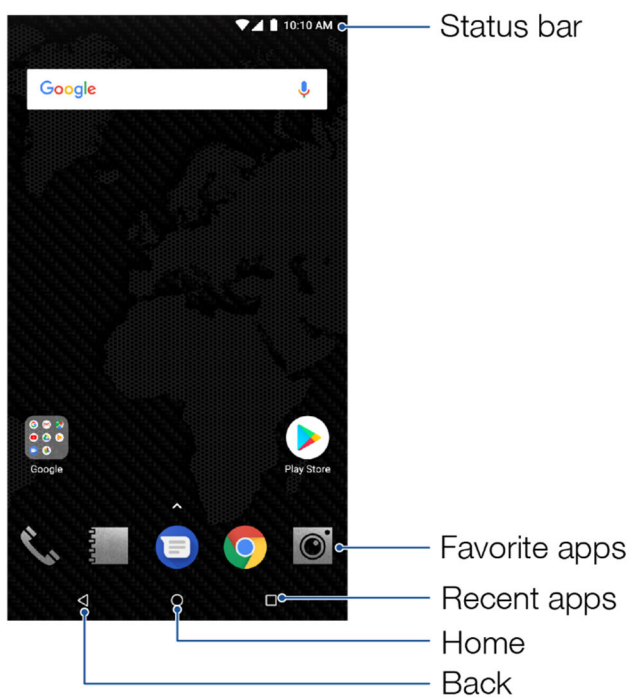 10:10 AM
Status bar
Google
Google
Play Store
Favorite apps
Recent apps
Home
Back